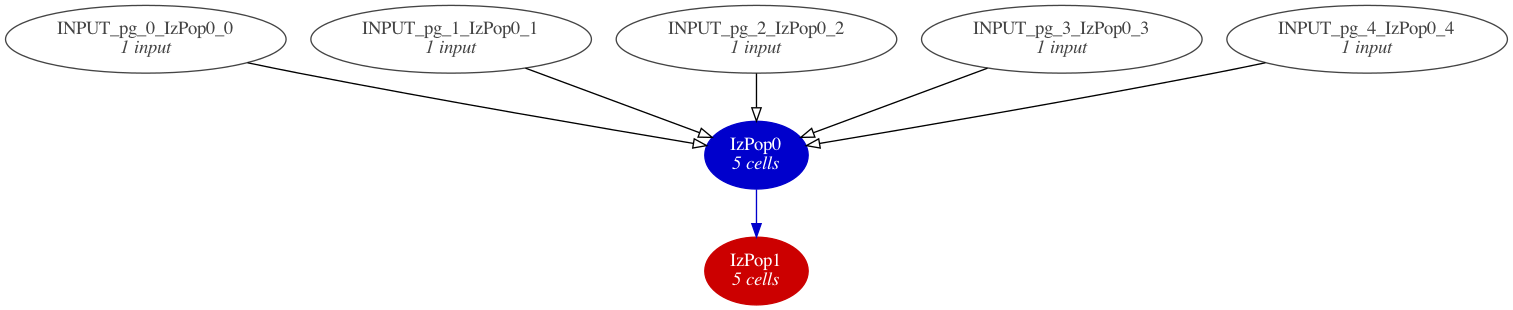 INPUT_pg_0_IzPop0_0
1 input
INPUT_pg_1_IzPop0_1
1 input
INPUT_pg_2_IzPop0_2
1 input
INPUT_pg_3_IzPop0_3
1 input
INPUT_pg_4_IzPop0_4
1 input
IzPop0
5 cells
IzPop1
5 cells